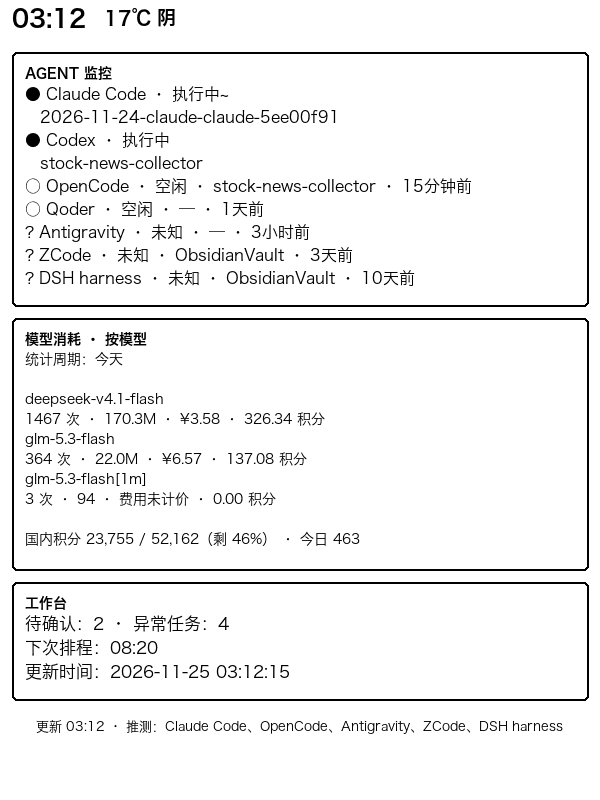 03:12 17℃ 阴
AGENT 监控
● Claude Code · 执行中~
2026-11-24-claude-claude-5ee00f91
● Codex · 执行中
stock-news-collector
○ OpenCode · 空闲 · stock-news-collector · 15分钟前
○ Qoder · 空闲 · — · 1天前
? Antigravity · 未知 · — · 3小时前
? ZCode · 未知 · ObsidianVault · 3天前
? DSH harness · 未知 · ObsidianVault · 10天前
模型消耗 · 按模型
统计周期：今天
deepseek-v4.1-flash
1467 次 · 170.3M · ¥3.58 · 326.34 积分
glm-5.3-flash
364 次 · 22.0M · ¥6.57 · 137.08 积分
glm-5.3-flash[1m]
3 次 · 94 · 费用未计价 · 0.00 积分
国内积分 23,755 / 52,162（剩 46%） · 今日 463
工作台
待确认：2 · 异常任务：4
下次排程：08:20
更新时间：2026-11-25 03:12:15
更新 03:12 · 推测：Claude Code、OpenCode、Antigravity、ZCode、DSH harness